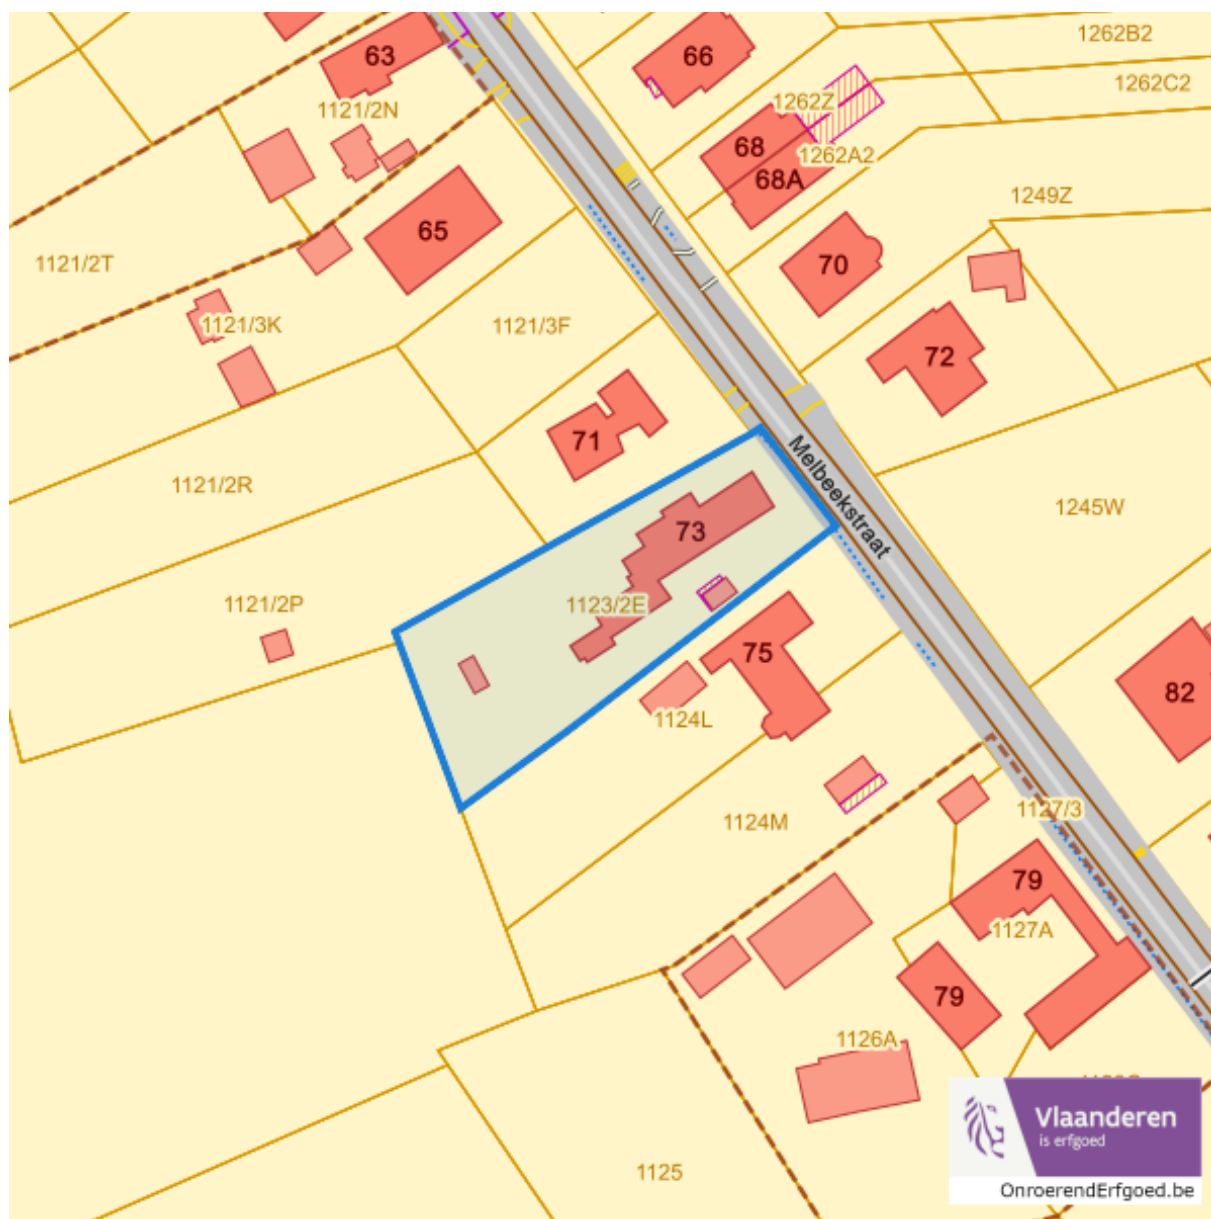 66
1262B2
63
1262C2
1262Z
1121/2N
68
1262A2
68A
1249Z
65
1121/2T
70
1121/3K
1121/3F
72
71
Melbeekstraat
1121/2R
1245W
73
1121/2P
1123/2E
75
82
1124L
1124M
1127/3
79
1127A
79
1126A
1125
Vlaanderen
is erfgoed
OnroerendErfgoed.be